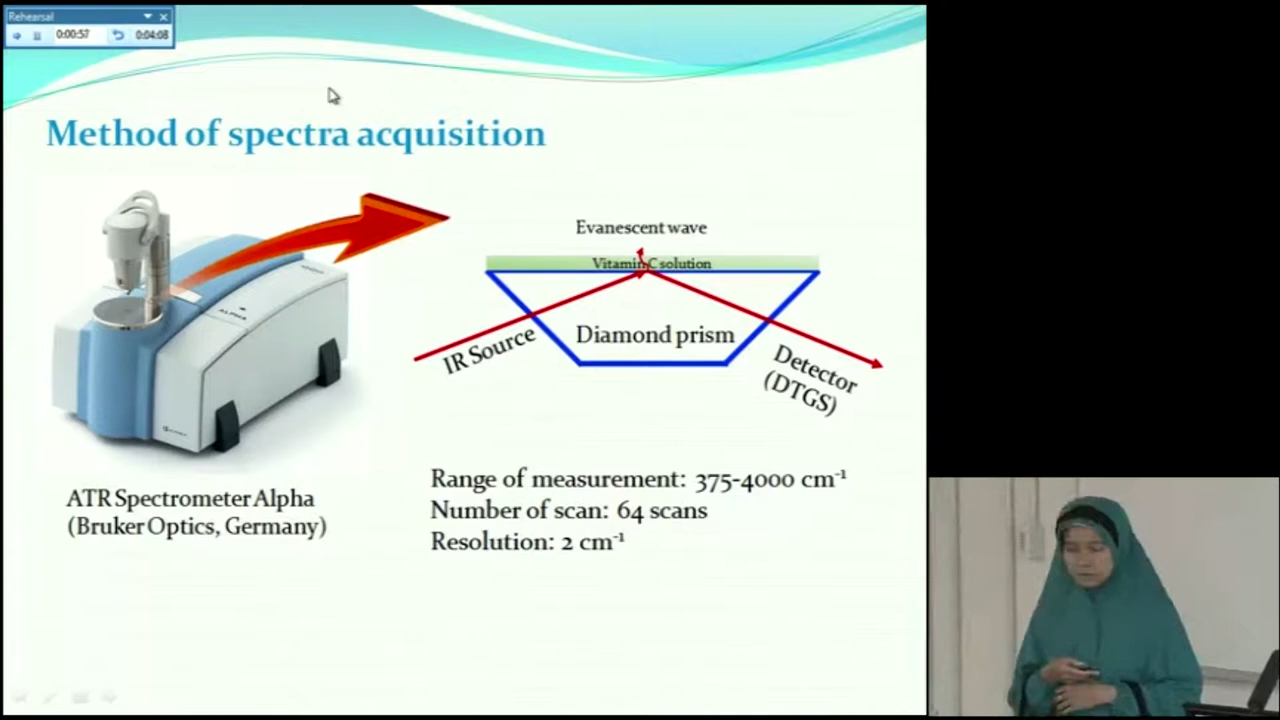 Rehearsal
0:00:57
0:04:08
Method of spectra acquisition
Evanescent wave
Vitamin C solution
Diamond prism
IR Source
Detector
(DTGS)
ALPHA
ATR Spectrometer Alpha
(Bruker Optics, Germany)
Range of measurement: 375-4000 cm⁻¹
Number of scan: 64 scans
Resolution: 2 cm⁻¹